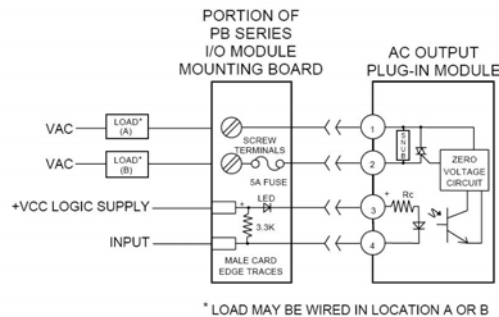 PORTION OF
PB SERIES
I/O MODULE
MOUNTING BOARD
AC OUTPUT
PLUG-IN MODULE
VAC
LOAD*
(A)
1
SCREW
TERMINALS
SNUB
VAC
LOAD*
(B)
2
5A FUSE
ZERO
VOLTAGE
CIRCUIT
+VCC LOGIC SUPPLY
+
LED
3
+
Rc
3.3K
INPUT
4
MALE CARD
EDGE TRACES
* LOAD MAY BE WIRED IN LOCATION A OR B